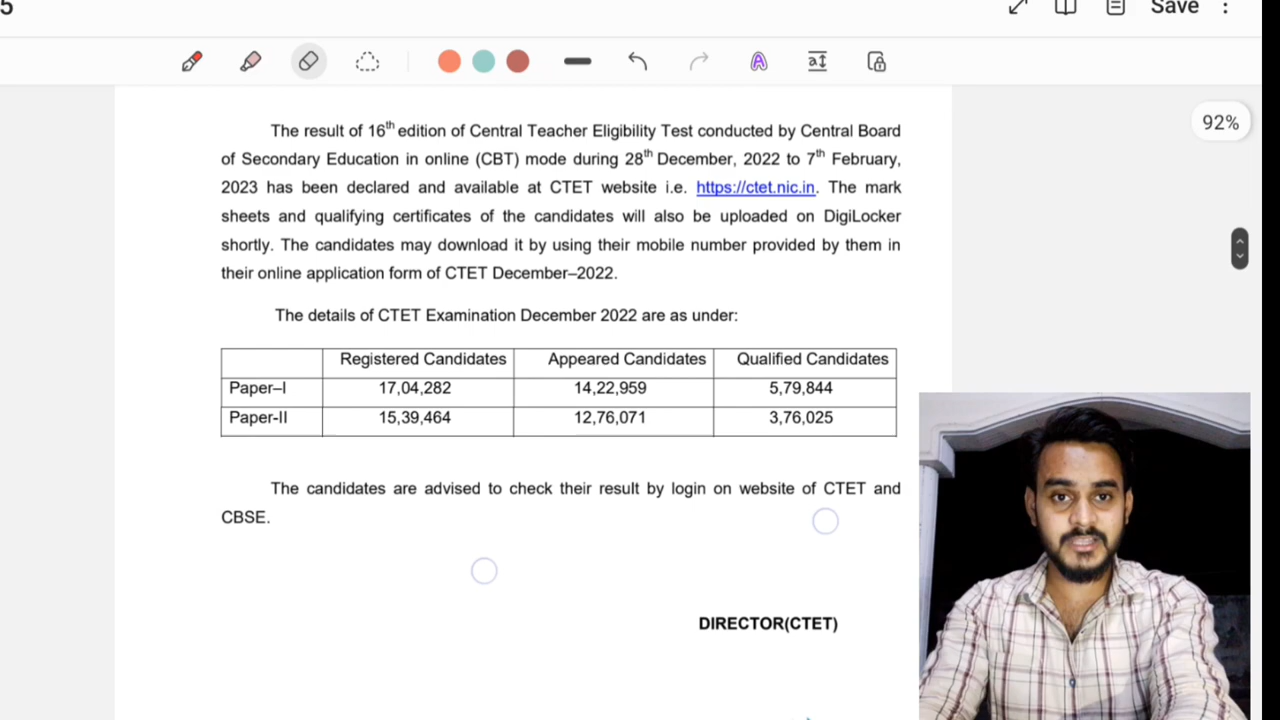 5
Save
92%
The result of 16th edition of Central Teacher Eligibility Test conducted by Central Board
of Secondary Education in online (CBT) mode during 28th December, 2022 to 7th February,
2023 has been declared and available at CTET website i.e. https://ctet.nic.in. The mark
sheets and qualifying certificates of the candidates will also be uploaded on DigiLocker
shortly. The candidates may download it by using their mobile number provided by them in
their online application form of CTET December–2022.
The details of CTET Examination December 2022 are as under:
Registered Candidates Appeared Candidates Qualified Candidates
Paper–I 17,04,282 14,22,959 5,79,844
Paper-II 15,39,464 12,76,071 3,76,025
The candidates are advised to check their result by login on website of CTET and
CBSE.
DIRECTOR(CTET)